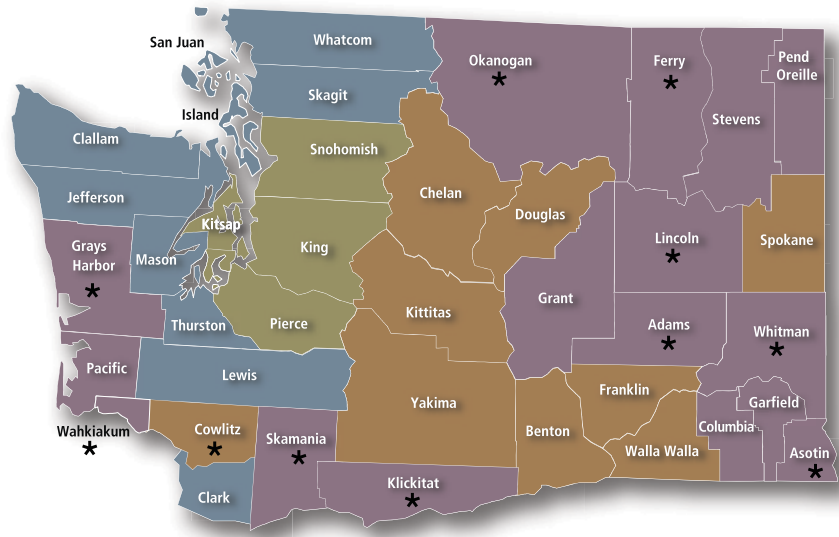 San Juan
Whatcom
Okanogan
*
Ferry
*
Pend
Oreille
Skagit
Island
Stevens
Clallam
Snohomish
Chelan
Jefferson
Douglas
Kitsap
Grays
Harbor
*
Mason
King
Lincoln
*
Spokane
Grant
Kittitas
Thurston
Pierce
Adams
*
Whitman
*
Pacific
Lewis
Yakima
Franklin
Garfield
Wahkiakum
*
Cowlitz
*
Skamania
*
Benton
Columbia
Walla Walla
Asotin
*
Clark
Klickitat
*